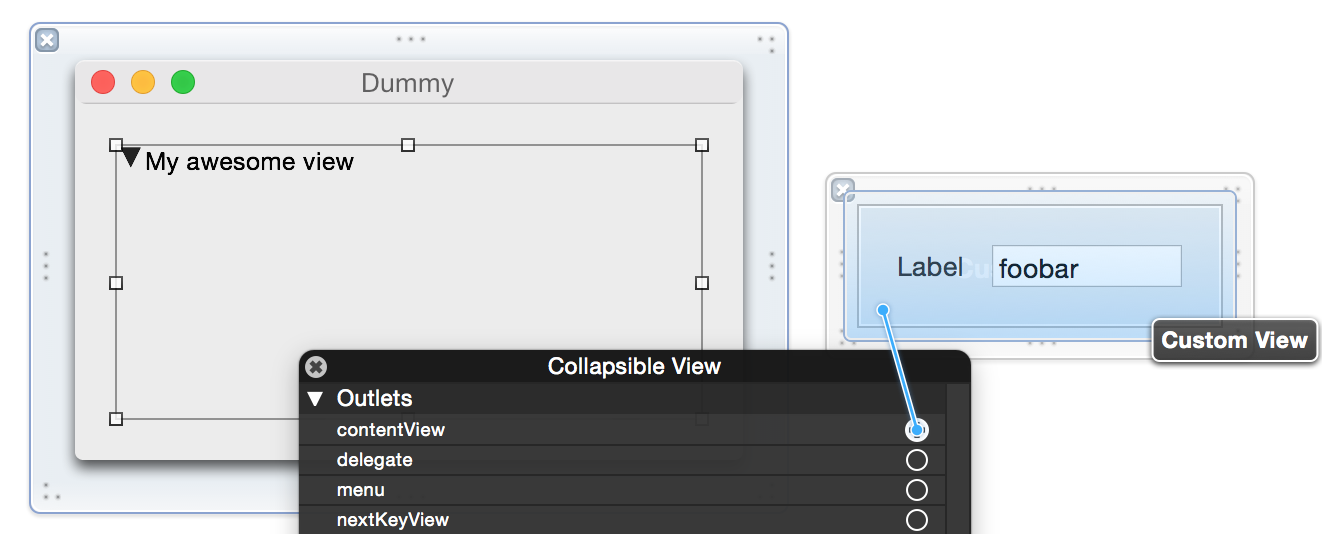 Dummy
My awesome view
Label
foobar
Custom View
Collapsible View
Outlets
contentView
delegate
menu
nextKeyView